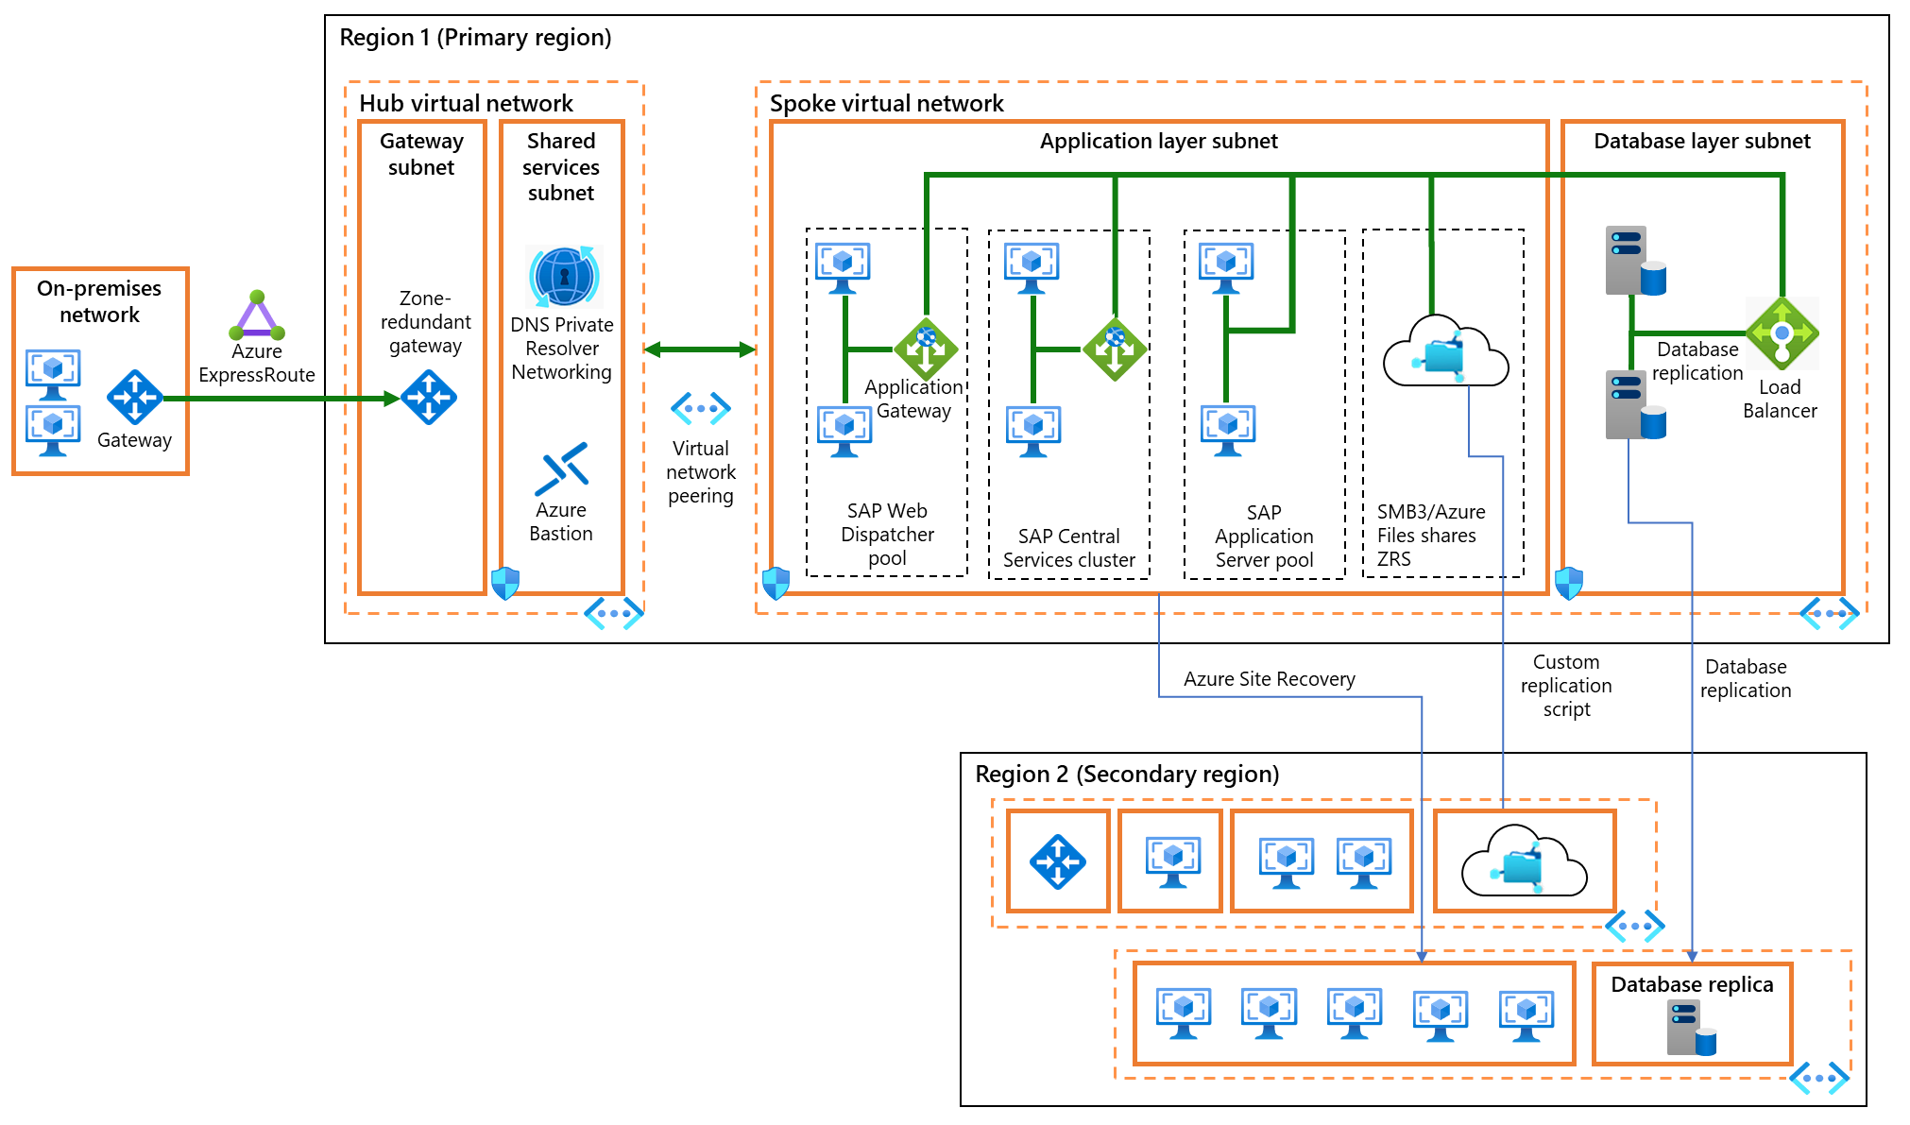 Region 1 (Primary region)
Hub virtual network
Spoke virtual network
Gateway
subnet
Shared
services
subnet
Application layer subnet
Database layer subnet
On-premises
network
Gateway
Azure
ExpressRoute
Zone-
redundant
gateway
DNS Private
Resolver
Networking
Azure
Bastion
Virtual
network
peering
Application
Gateway
SAP Web
Dispatcher
pool
SAP Central
Services cluster
SAP
Application
Server pool
SMB3/Azure
Files shares
ZRS
Database
replication
Load
Balancer
Azure Site Recovery
Custom
replication
script
Database
replication
Region 2 (Secondary region)
Database replica